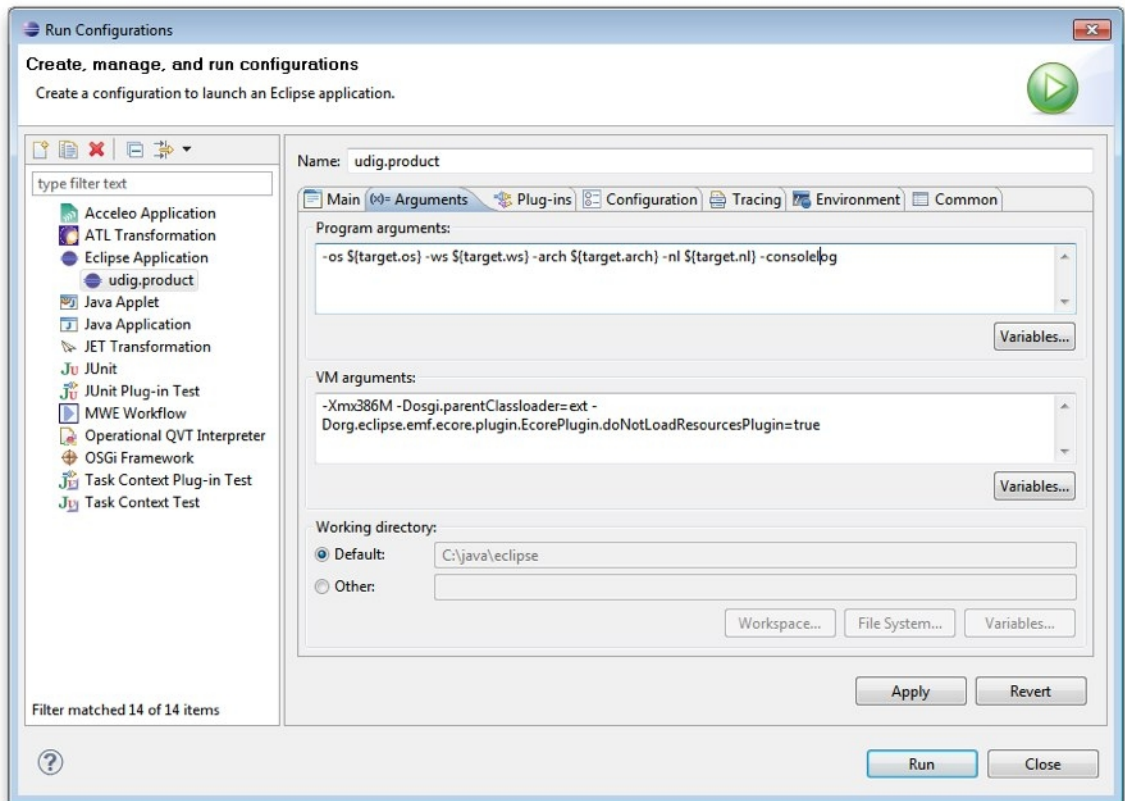 Run Configurations
Create, manage, and run configurations
Create a configuration to launch an Eclipse application.
type filter text
Acceleo Application
ATL Transformation
Eclipse Application
udig.product
Java Applet
Java Application
JET Transformation
JUnit
JUnit Plug-in Test
MWE Workflow
Operational QVT Interpreter
OSGi Framework
Task Context Plug-in Test
Task Context Test
Filter matched 14 of 14 items
Name: udig.product
Main (x)= Arguments Plug-ins Configuration Tracing Environment Common
Program arguments:
-os ${target.os} -ws ${target.ws} -arch ${target.arch} -nl ${target.nl} -consolelog
Variables...
VM arguments:
-Xmx386M -Dosgi.parentClassloader=ext -
Dorg.eclipse.emf.ecore.plugin.EcorePlugin.doNotLoadResourcesPlugin=true
Variables...
Working directory:
Default: C:\java\eclipse
Other:
Workspace... File System... Variables...
Apply Revert
Run Close